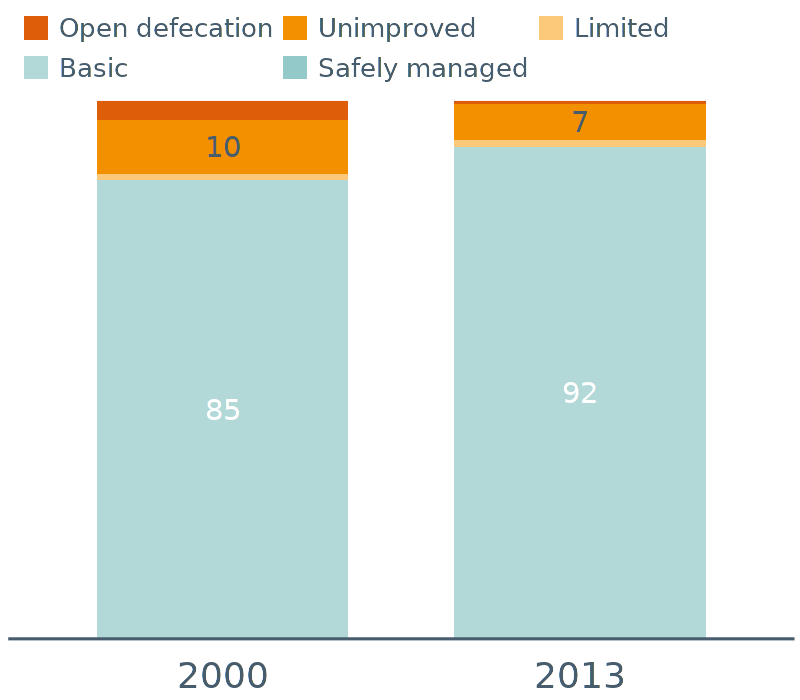 Open defecation Unimproved Limited
Basic Safely managed
10 7
85 92
2000 2013